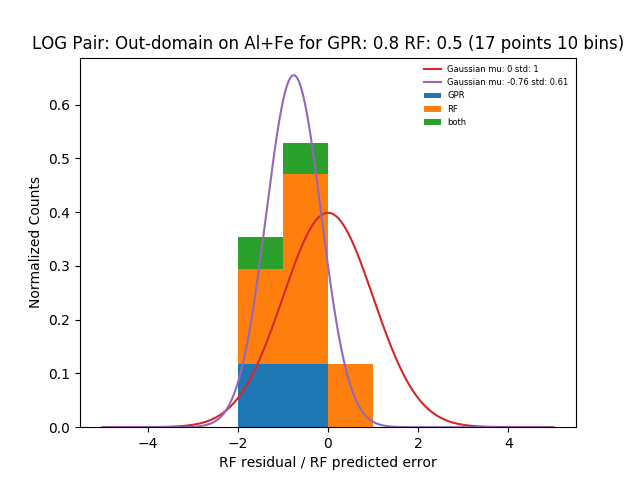 LOG Pair: Out-domain on Al+Fe for GPR: 0.8 RF: 0.5 (17 points 10 bins)
Gaussian mu: 0 std: 1
Gaussian mu: -0.76 std: 0.61
GPR
RF
both
Normalized Counts
0.6
0.5
0.4
0.3
0.2
0.1
0.0
−4 −2 0 2 4
RF residual / RF predicted error